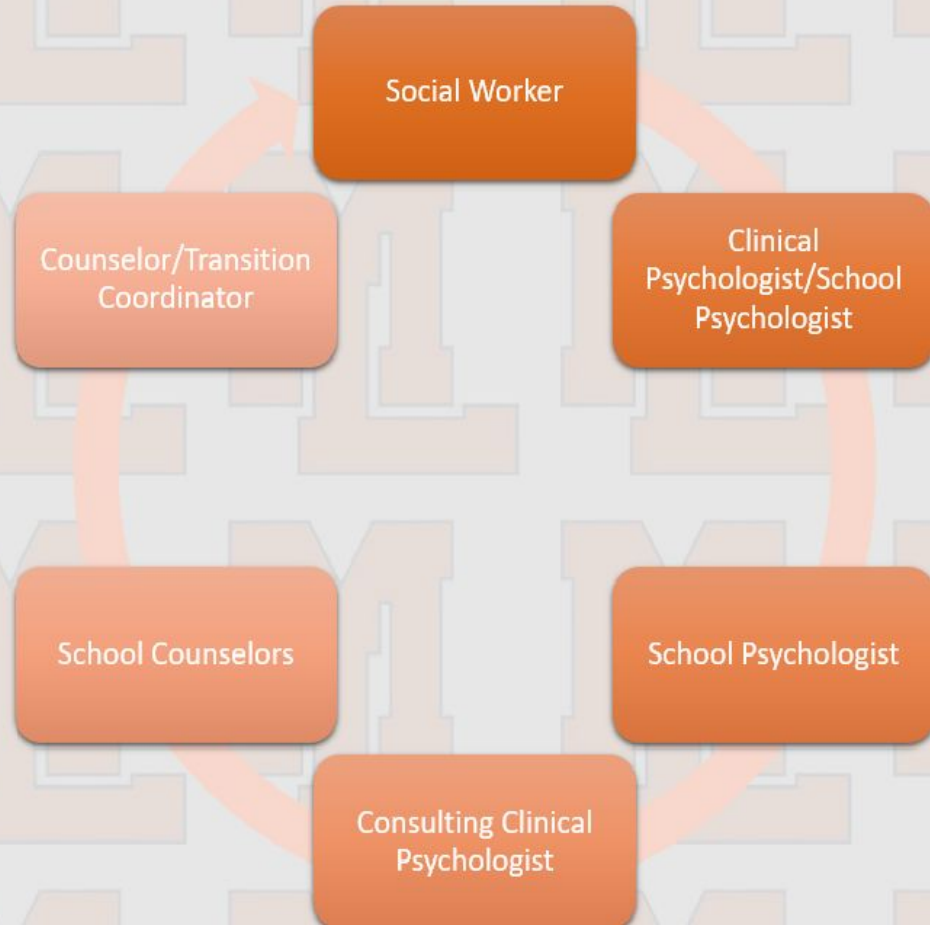 Social Worker
Clinical
Psychologist/School
Psychologist
School Psychologist
Consulting Clinical
Psychologist
School Counselors
Counselor/Transition
Coordinator